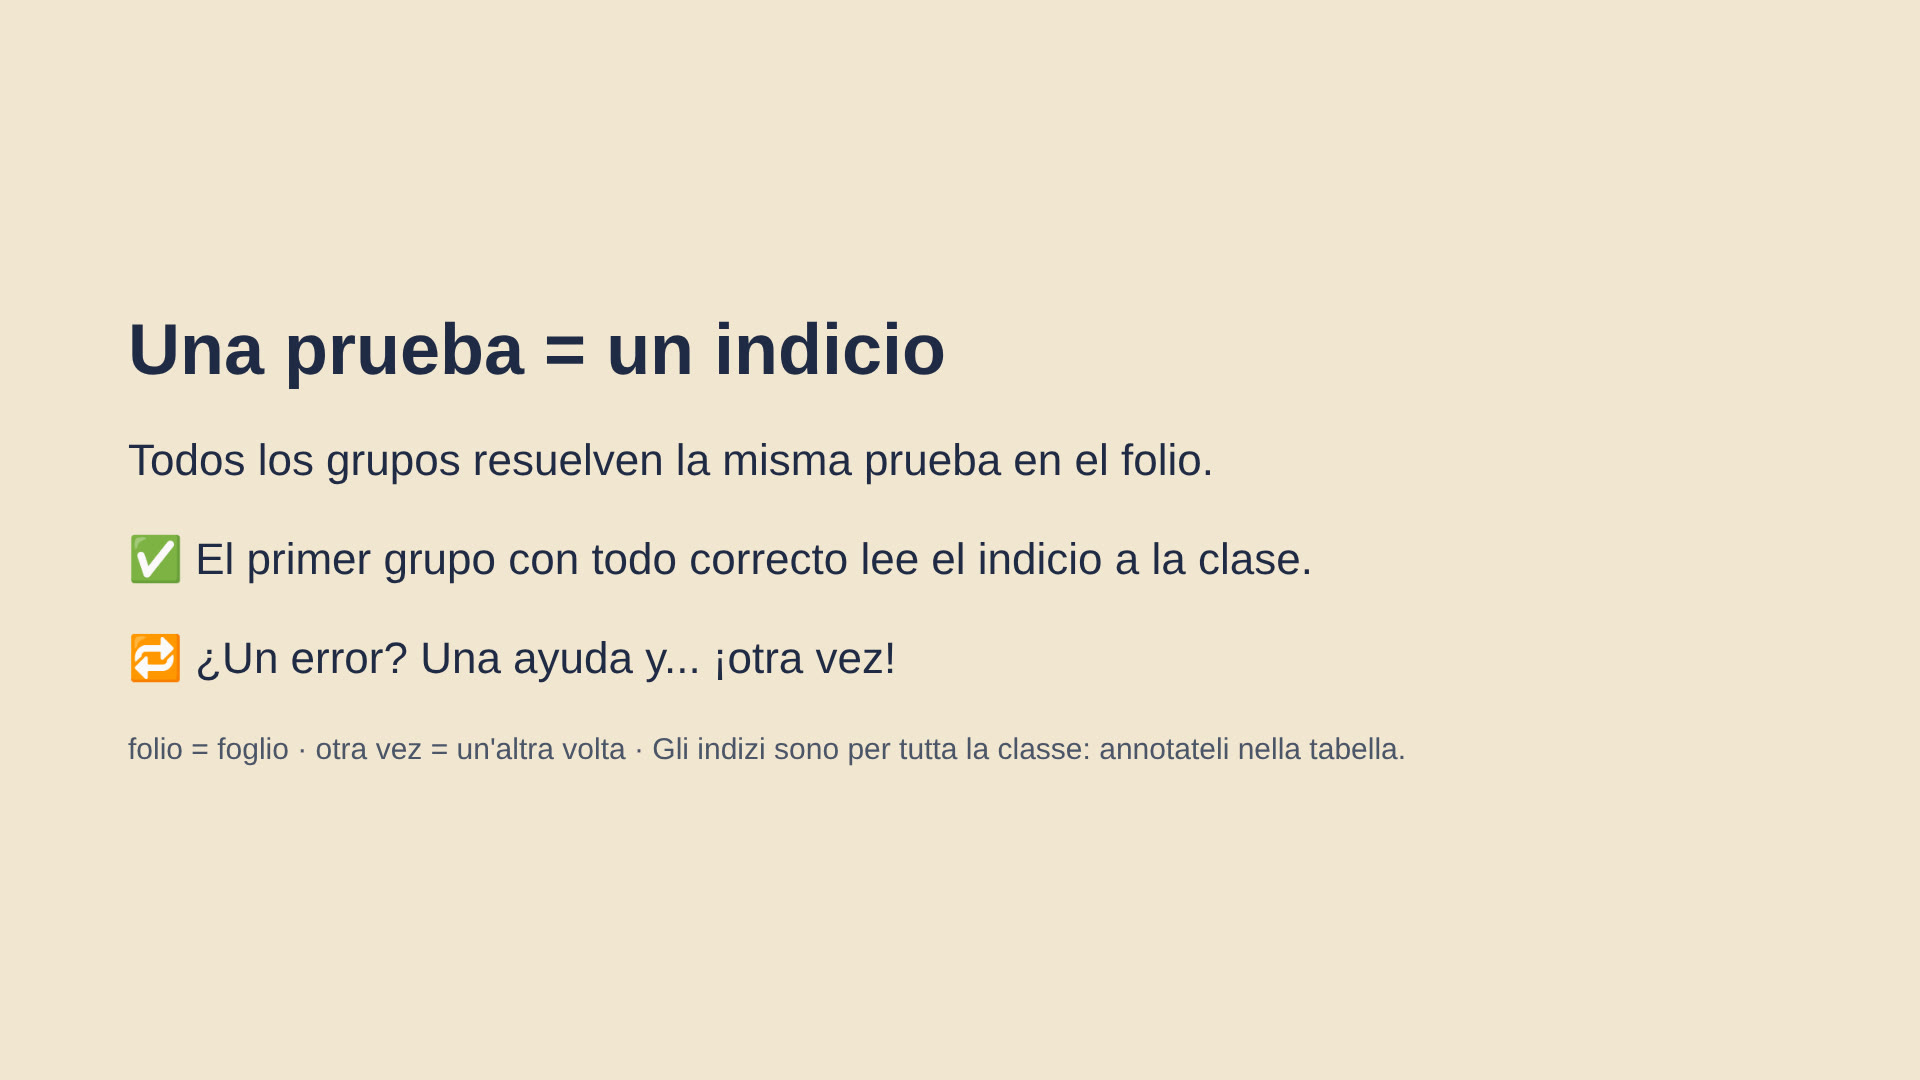 Una prueba = un indicio
Todos los grupos resuelven la misma prueba en el folio.
✅ El primer grupo con todo correcto lee el indicio a la clase.
🔁 ¿Un error? Una ayuda y... ¡otra vez!
folio = foglio · otra vez = un'altra volta · Gli indizi sono per tutta la classe: annotateli nella tabella.